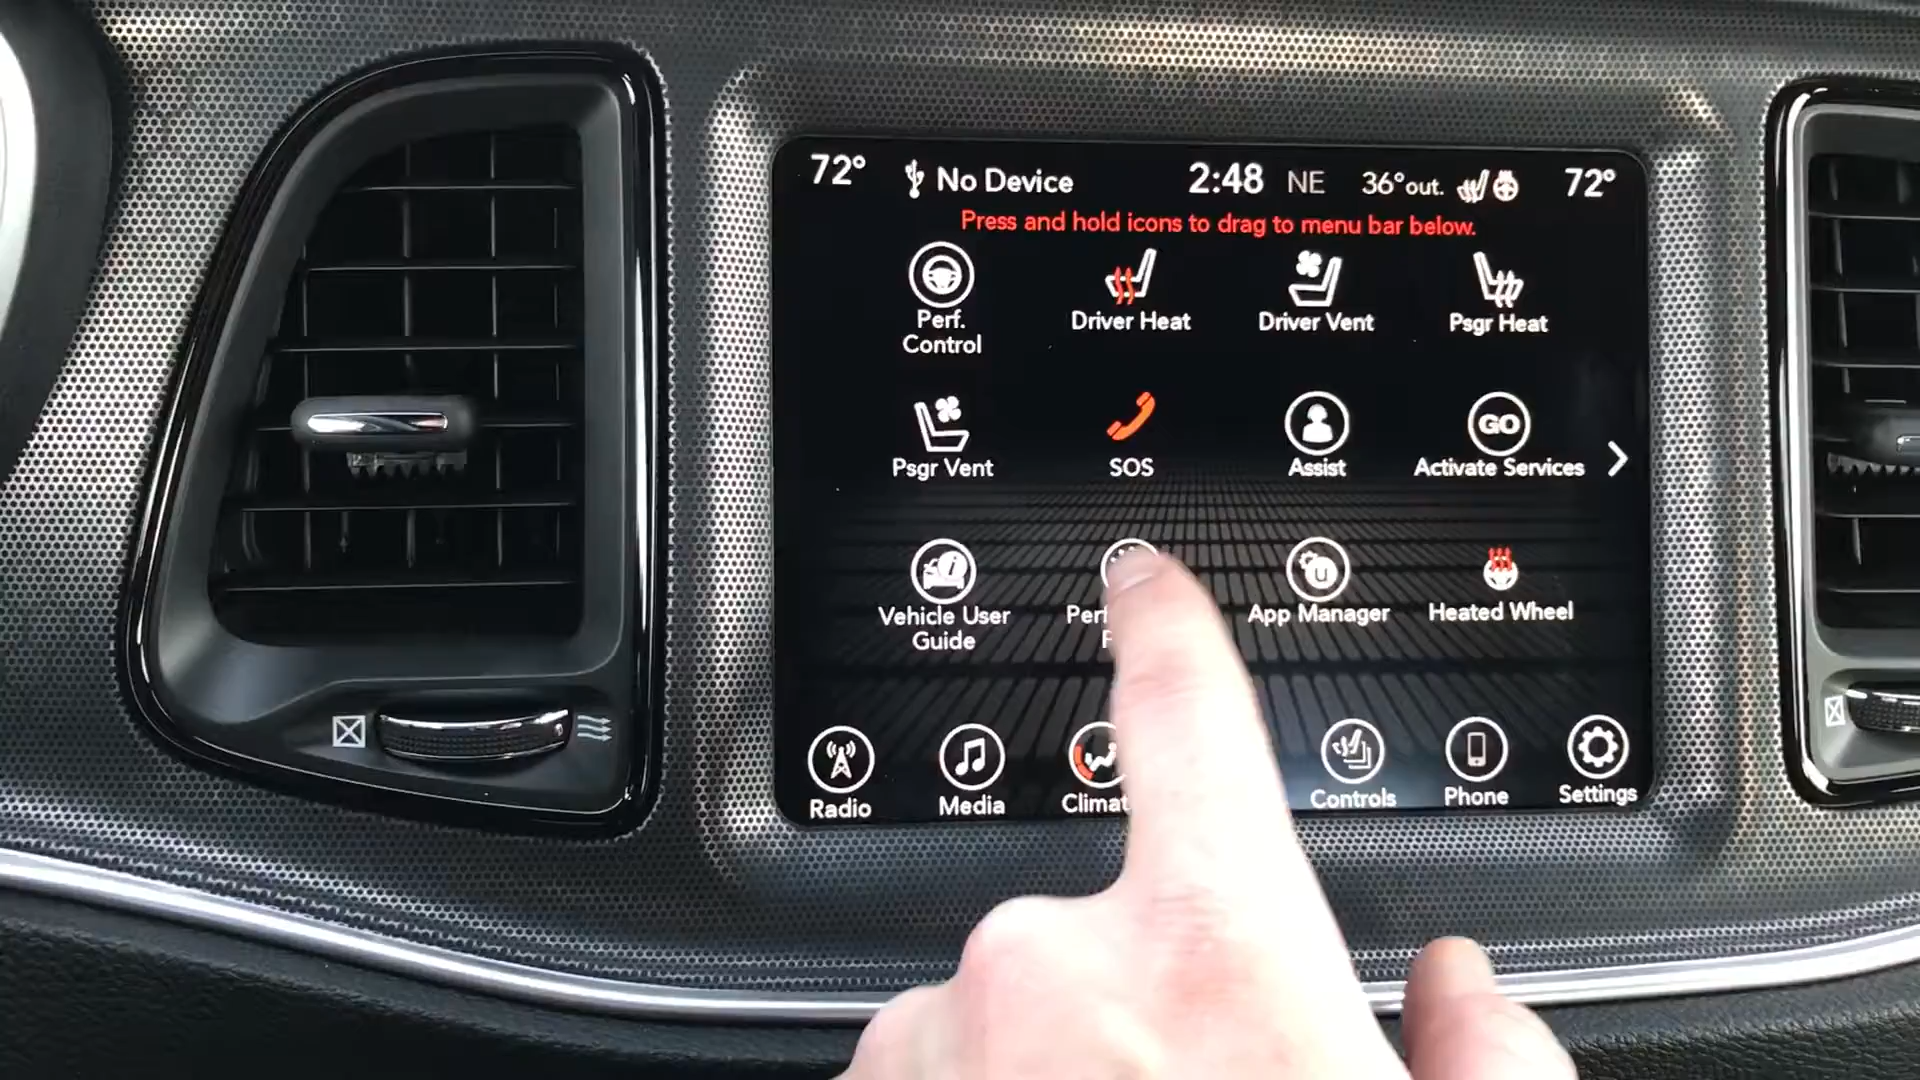 72° No Device 2:48 NE 36°out. 72°
Press and hold icons to drag to menu bar below.
Perf.
Control
Driver Heat
Driver Vent
Psgr Heat
Psgr Vent
SOS
Assist
GO
Activate Services
Vehicle User
Guide
App Manager
Heated Wheel
Radio
Media
Controls
Phone
Settings